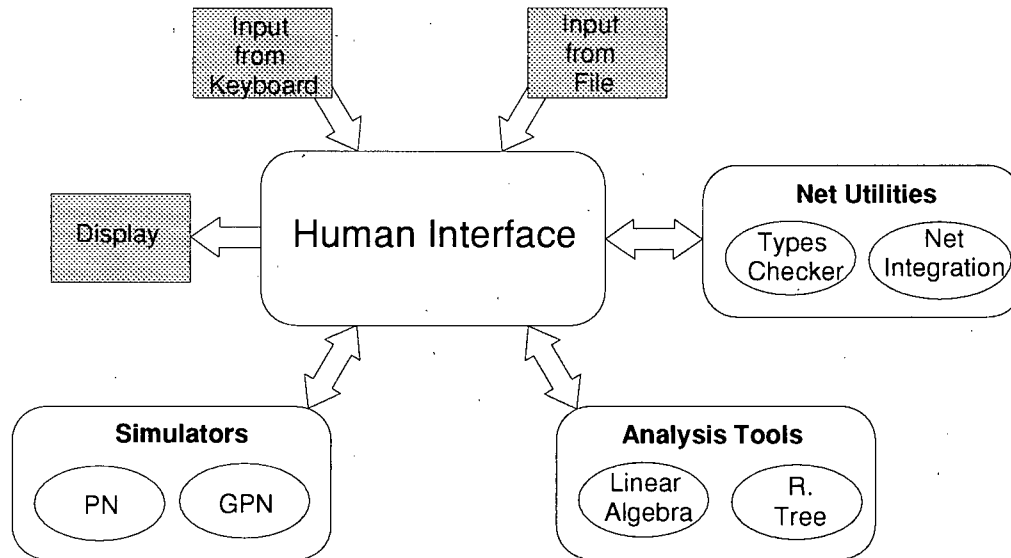 Input
from
Keyboard
Input
from
File
Display
Human Interface
Net Utilities
Types
Checker
Net
Integration
Simulators
PN
GPN
Analysis Tools
Linear
Algebra
R.
Tree